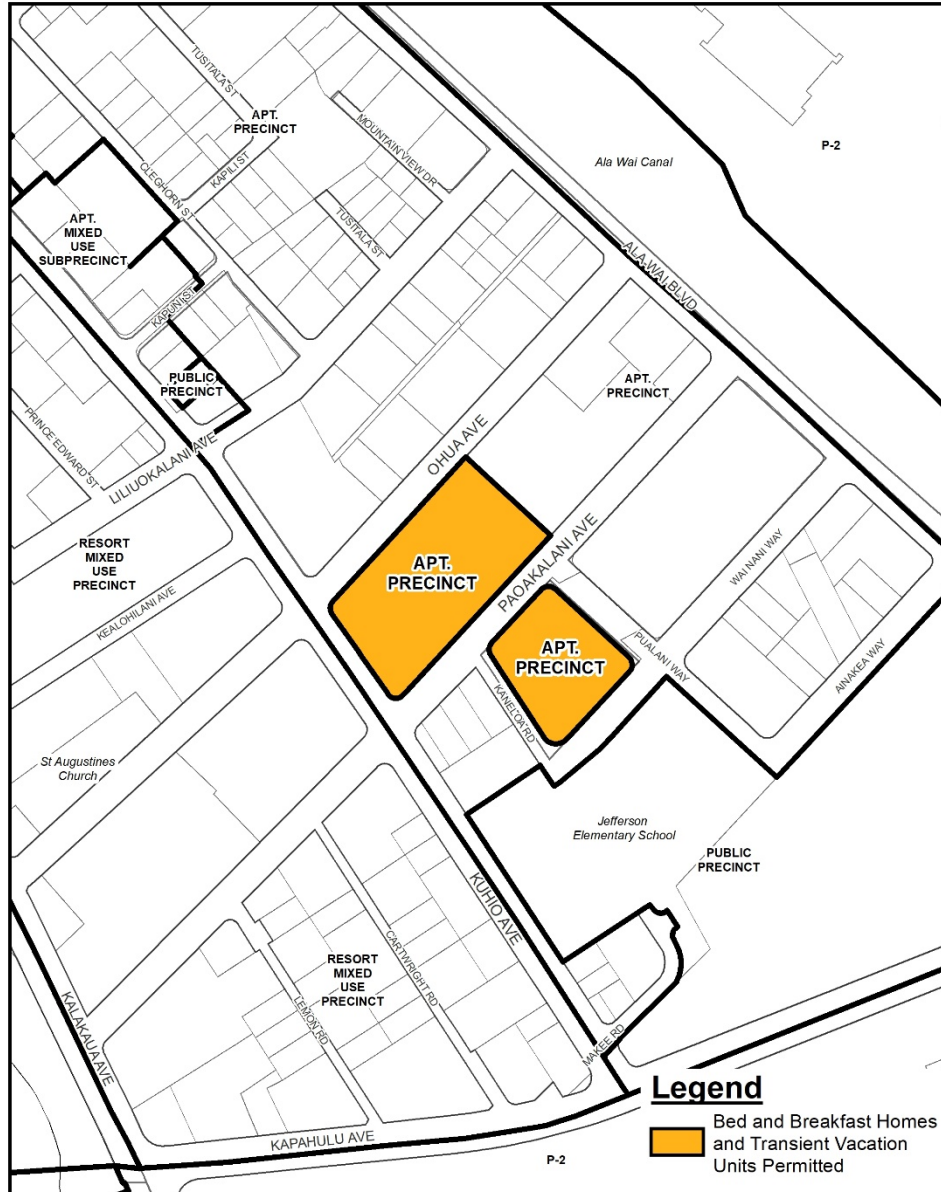 TUSITALA ST
APT.
PRECINCT
MOUNTAIN VIEW DR
P-2
Ala Wai Canal
CLEGHORN ST
KAPILI ST
APT.
MIXED
USE
SUBPRECINCT
TUSITALA ST
ALA WAI BLVD
KAPUNI ST
PUBLIC
PRECINCT
APT.
PRECINCT
PRINCE EDWARD ST
LILIUOKALANI AVE
OHUA AVE
RESORT
MIXED
USE
PRECINCT
APT.
PRECINCT
PAOAKALANI AVE
WAI NANI WAY
KEALOHILANI AVE
APT.
PRECINCT
PUALANI WAY
AINAKEA WAY
KANELOA RD
St Augustines
Church
Jefferson
Elementary School
PUBLIC
PRECINCT
KUHIO AVE
CARTWRIGHT RD
RESORT
MIXED
USE
PRECINCT
LEMON RD
KALAKAUA AVE
MAKEE RD
KAPAHULU AVE
P-2
Legend
Bed and Breakfast Homes
and Transient Vacation
Units Permitted